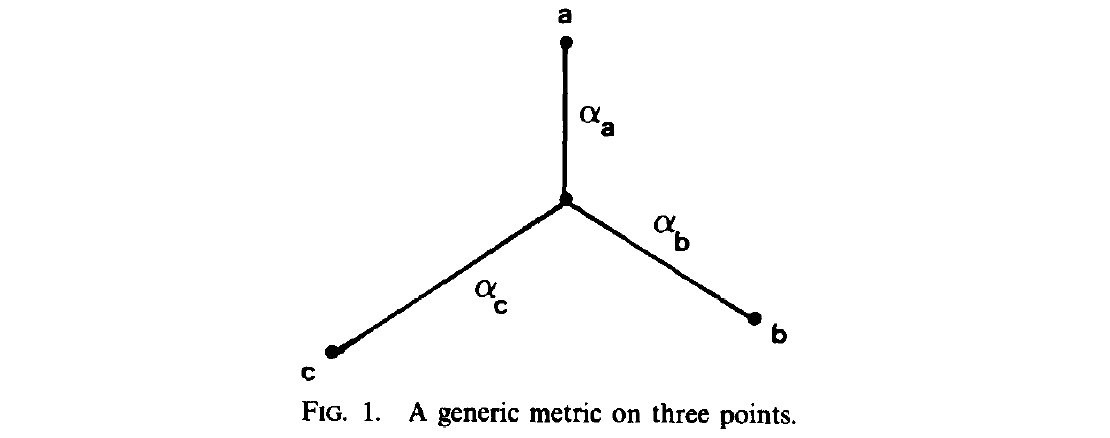 a
αa
αb
αc
b
c
FIG. 1. A generic metric on three points.